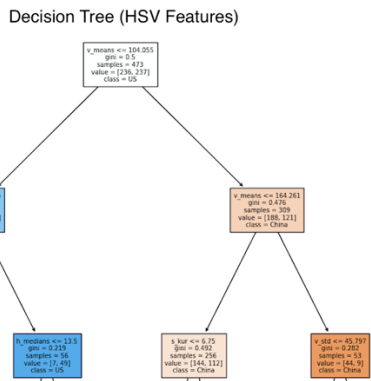 Decision Tree (HSV Features)
v_means <= 104.055
gini = 0.5
samples = 473
value = [236, 237]
class = US
v_means <= 164.261
gini = 0.476
samples = 309
value = [188, 121]
class = China
h_medians <= 13.5
gini = 0.219
samples = 56
value = [7, 49]
class = US
s_kur <= 6.75
gini = 0.492
samples = 256
value = [144, 112]
class = China
v_std <= 45.797
gini = 0.282
samples = 53
value = [44, 9]
class = China